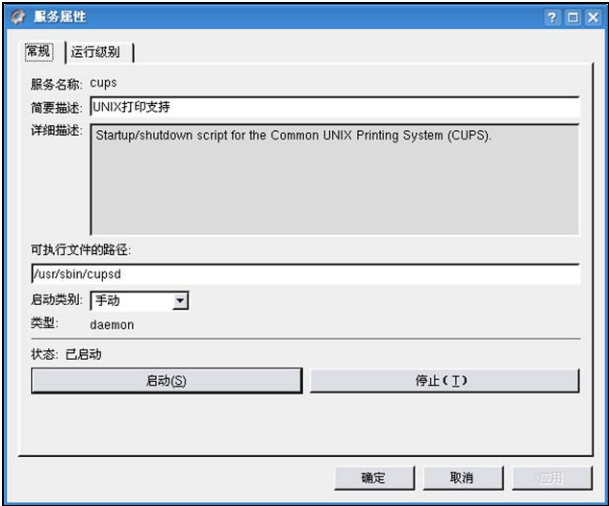 服务属性
常规 运行级别
服务名称: cups
简要描述: UNIX打印支持
详细描述: Startup/shutdown script for the Common UNIX Printing System (CUPS).
可执行文件的路径:
/usr/sbin/cupsd
启动类别: 手动
类型: daemon
状态: 已启动
启动(S) 停止(T)
确定 取消 应用